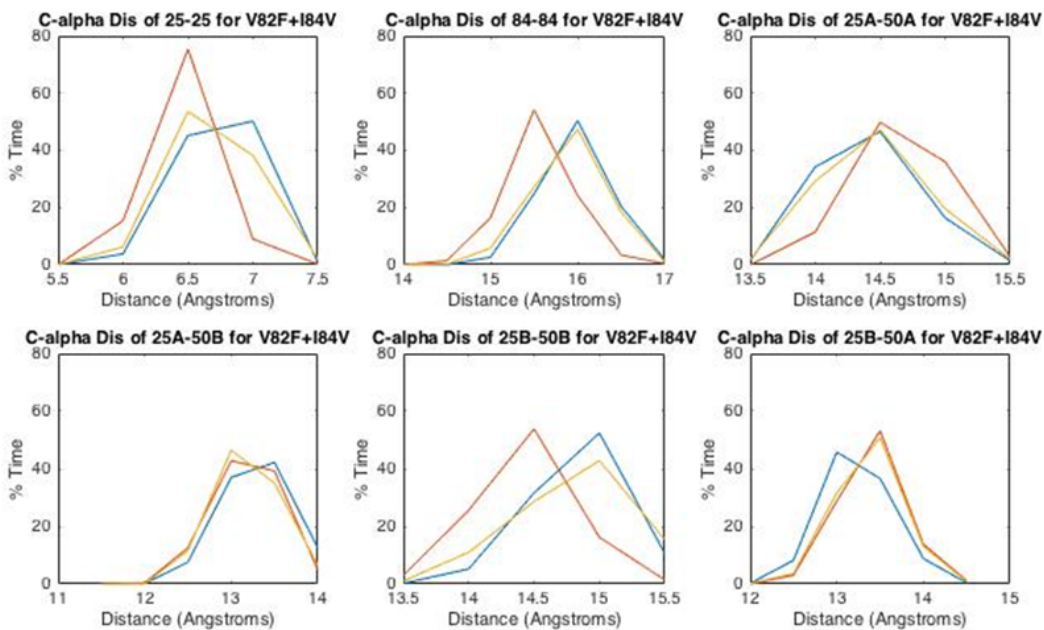 C-alpha Dis of 25-25 for V82F+I84V
80
60
40
20
0
% Time
5.5 6 6.5 7 7.5
Distance (Angstroms)
C-alpha Dis of 84-84 for V82F+I84V
80
60
40
20
0
% Time
14 15 16 17
Distance (Angstroms)
C-alpha Dis of 25A-50A for V82F+I84V
80
60
40
20
0
% Time
13.5 14 14.5 15 15.5
Distance (Angstroms)
C-alpha Dis of 25A-50B for V82F+I84V
80
60
40
20
0
% Time
11 12 13 14
Distance (Angstroms)
C-alpha Dis of 25B-50B for V82F+I84V
80
60
40
20
0
% Time
13.5 14 14.5 15 15.5
Distance (Angstroms)
C-alpha Dis of 25B-50A for V82F+I84V
80
60
40
20
0
% Time
12 13 14 15
Distance (Angstroms)